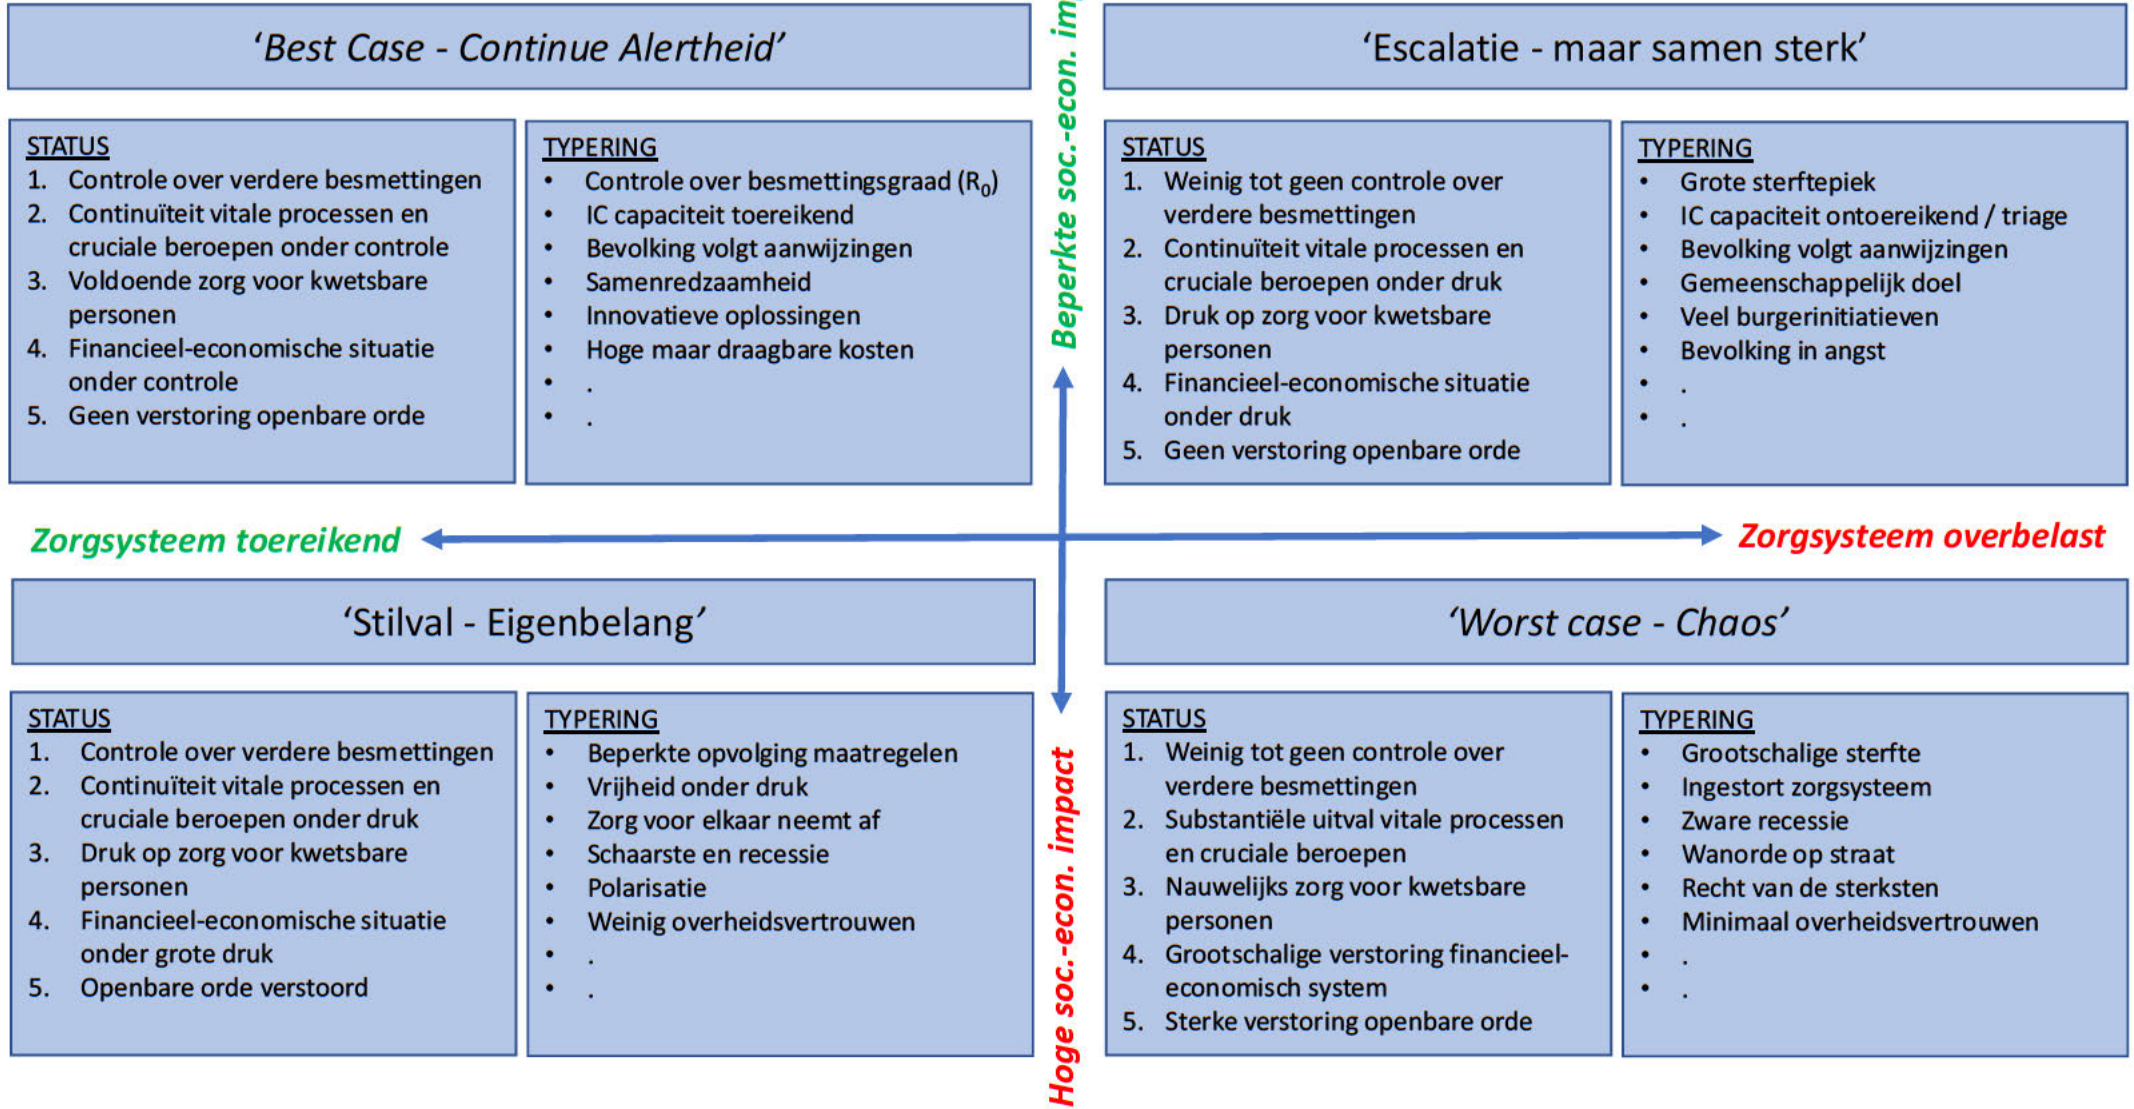 ‘Best Case - Continue Alertheid’
STATUS
1. Controle over verdere besmettingen
2. Continuïteit vitale processen en
cruciale beroepen onder controle
3. Voldoende zorg voor kwetsbare
personen
4. Financieel-economische situatie
onder controle
5. Geen verstoring openbare orde
TYPERING
• Controle over besmettingsgraad (R₀)
• IC capaciteit toereikend
• Bevolking volgt aanwijzingen
• Samenredzaamheid
• Innovatieve oplossingen
• Hoge maar draagbare kosten
• .
• .
Beperkte soc.-econ. im
‘Escalatie - maar samen sterk’
STATUS
1. Weinig tot geen controle over
verdere besmettingen
2. Continuïteit vitale processen en
cruciale beroepen onder druk
3. Druk op zorg voor kwetsbare
personen
4. Financieel-economische situatie
onder druk
5. Geen verstoring openbare orde
TYPERING
• Grote sterftepiek
• IC capaciteit ontoereikend / triage
• Bevolking volgt aanwijzingen
• Gemeenschappelijk doel
• Veel burgerinitiatieven
• Bevolking in angst
• .
• .
Zorgsysteem toereikend
Zorgsysteem overbelast
‘Stilval - Eigenbelang’
STATUS
1. Controle over verdere besmettingen
2. Continuïteit vitale processen en
cruciale beroepen onder druk
3. Druk op zorg voor kwetsbare
personen
4. Financieel-economische situatie
onder grote druk
5. Openbare orde verstoord
TYPERING
• Beperkte opvolging maatregelen
• Vrijheid onder druk
• Zorg voor elkaar neemt af
• Schaarste en recessie
• Polarisatie
• Weinig overheidsvertrouwen
• .
• .
Hoge soc.-econ. impact
‘Worst case - Chaos’
STATUS
1. Weinig tot geen controle over
verdere besmettingen
2. Substantiële uitval vitale processen
en cruciale beroepen
3. Nauwelijks zorg voor kwetsbare
personen
4. Grootschalige verstoring financieel-
economisch system
5. Sterke verstoring openbare orde
TYPERING
• Grootschalige sterfte
• Ingestort zorgsysteem
• Zware recessie
• Wanorde op straat
• Recht van de sterksten
• Minimaal overheidsvertrouwen
• .
• .